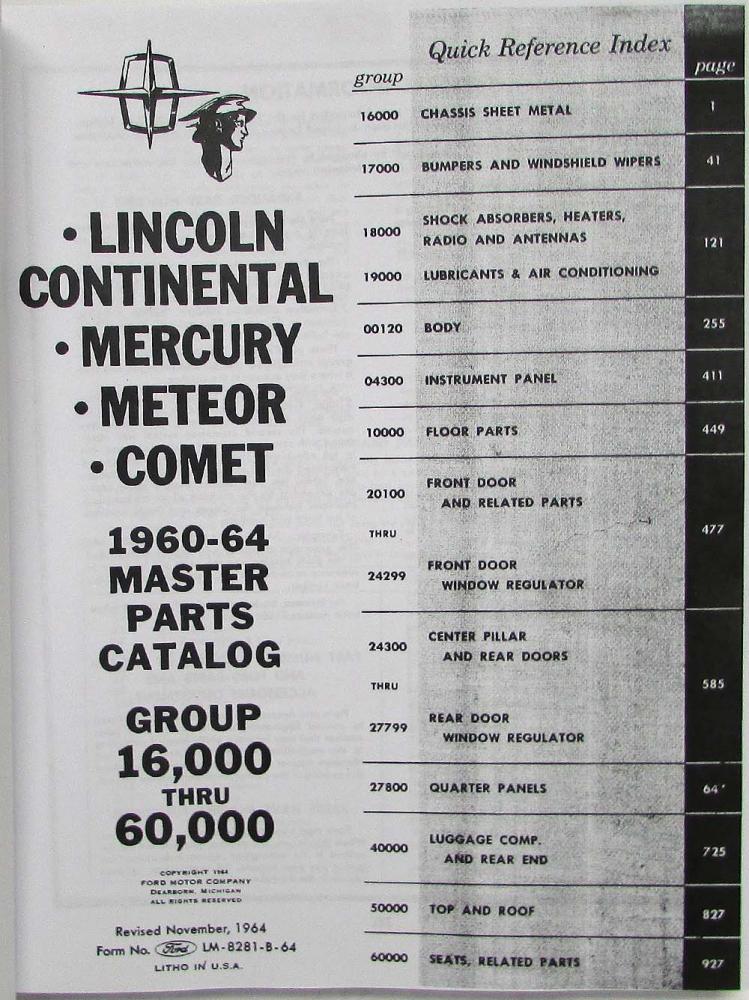 • LINCOLN
CONTINENTAL
• MERCURY
• METEOR
• COMET
1960-64
MASTER
PARTS
CATALOG
GROUP
16,000
THRU
60,000
COPYRIGHT 1964
FORD MOTOR COMPANY
DEARBORN, MICHIGAN
ALL RIGHTS RESERVED
Revised November, 1964
Form No. Ford LM-8281-B-64
LITHO IN U.S.A.
Quick Reference Index
group page
16000 CHASSIS SHEET METAL 1
17000 BUMPERS AND WINDSHIELD WIPERS 41
18000 SHOCK ABSORBERS, HEATERS,
RADIO AND ANTENNAS 121
19000 LUBRICANTS & AIR CONDITIONING
00120 BODY 255
04300 INSTRUMENT PANEL 411
10000 FLOOR PARTS 449
20100 FRONT DOOR
AND RELATED PARTS
THRU 477
24299 FRONT DOOR
WINDOW REGULATOR
24300 CENTER PILLAR
AND REAR DOORS
THRU 585
27799 REAR DOOR
WINDOW REGULATOR
27800 QUARTER PANELS
40000 LUGGAGE COMP.
AND REAR END 725
50000 TOP AND ROOF 827
60000 SEATS, RELATED PARTS 927